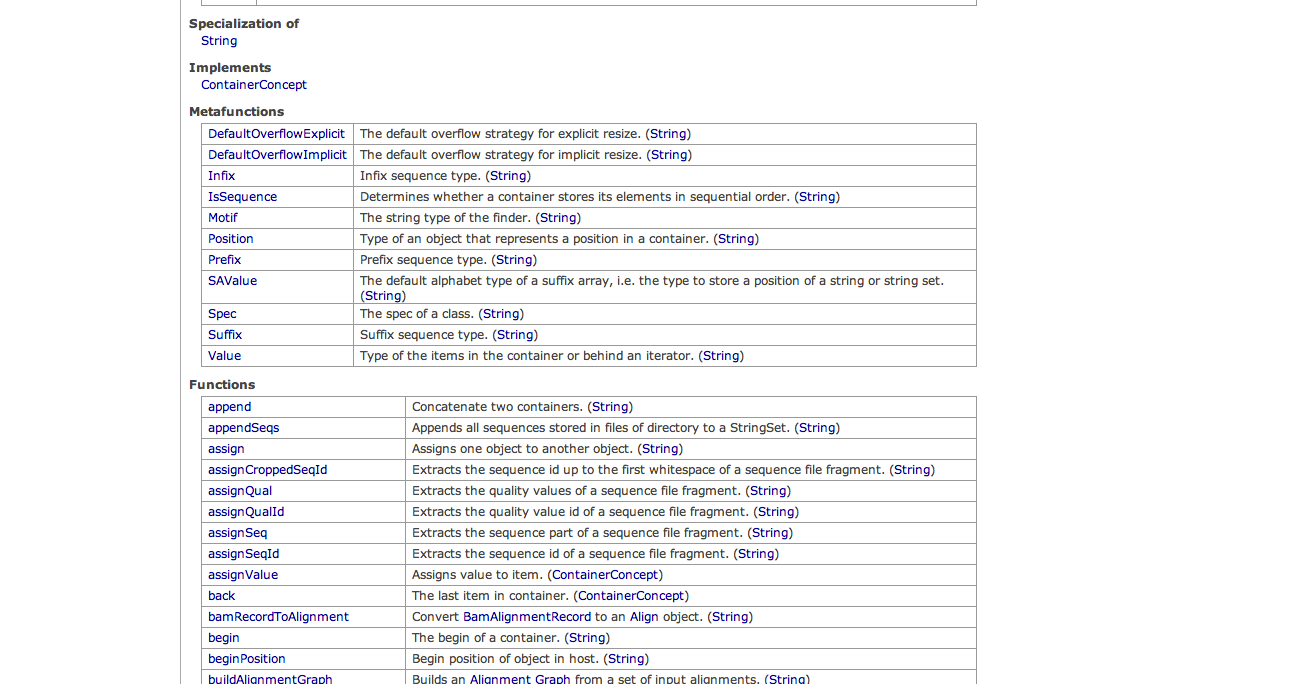 Specialization of
String
Implements
ContainerConcept
Metafunctions
DefaultOverflowExplicit The default overflow strategy for explicit resize. (String)
DefaultOverflowImplicit The default overflow strategy for implicit resize. (String)
Infix Infix sequence type. (String)
IsSequence Determines whether a container stores its elements in sequential order. (String)
Motif The string type of the finder. (String)
Position Type of an object that represents a position in a container. (String)
Prefix Prefix sequence type. (String)
SAValue The default alphabet type of a suffix array, i.e. the type to store a position of a string or string set.
(String)
Spec The spec of a class. (String)
Suffix Suffix sequence type. (String)
Value Type of the items in the container or behind an iterator. (String)
Functions
append Concatenate two containers. (String)
appendSeqs Appends all sequences stored in files of directory to a StringSet. (String)
assign Assigns one object to another object. (String)
assignCroppedSeqId Extracts the sequence id up to the first whitespace of a sequence file fragment. (String)
assignQual Extracts the quality values of a sequence file fragment. (String)
assignQualId Extracts the quality value id of a sequence file fragment. (String)
assignSeq Extracts the sequence part of a sequence file fragment. (String)
assignSeqId Extracts the sequence id of a sequence file fragment. (String)
assignValue Assigns value to item. (ContainerConcept)
back The last item in container. (ContainerConcept)
bamRecordToAlignment Convert BamAlignmentRecord to an Align object. (String)
begin The begin of a container. (String)
beginPosition Begin position of object in host. (String)
buildAlignmentGraph Builds an Alignment Graph from a set of input alignments. (String)